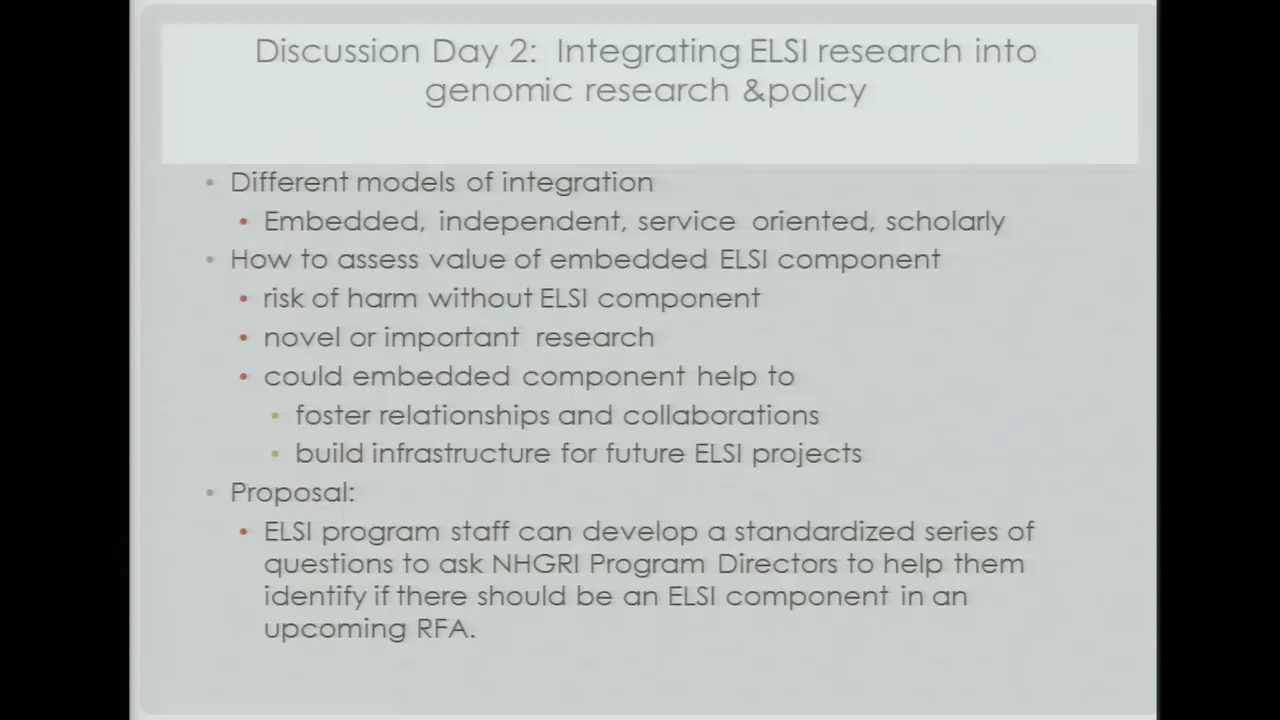 Discussion Day 2: Integrating ELSI research into
genomic research &policy
• Different models of integration
• Embedded, independent, service oriented, scholarly
• How to assess value of embedded ELSI component
• risk of harm without ELSI component
• novel or important research
• could embedded component help to
• foster relationships and collaborations
• build infrastructure for future ELSI projects
• Proposal:
• ELSI program staff can develop a standardized series of
questions to ask NHGRI Program Directors to help them
identify if there should be an ELSI component in an
upcoming RFA.